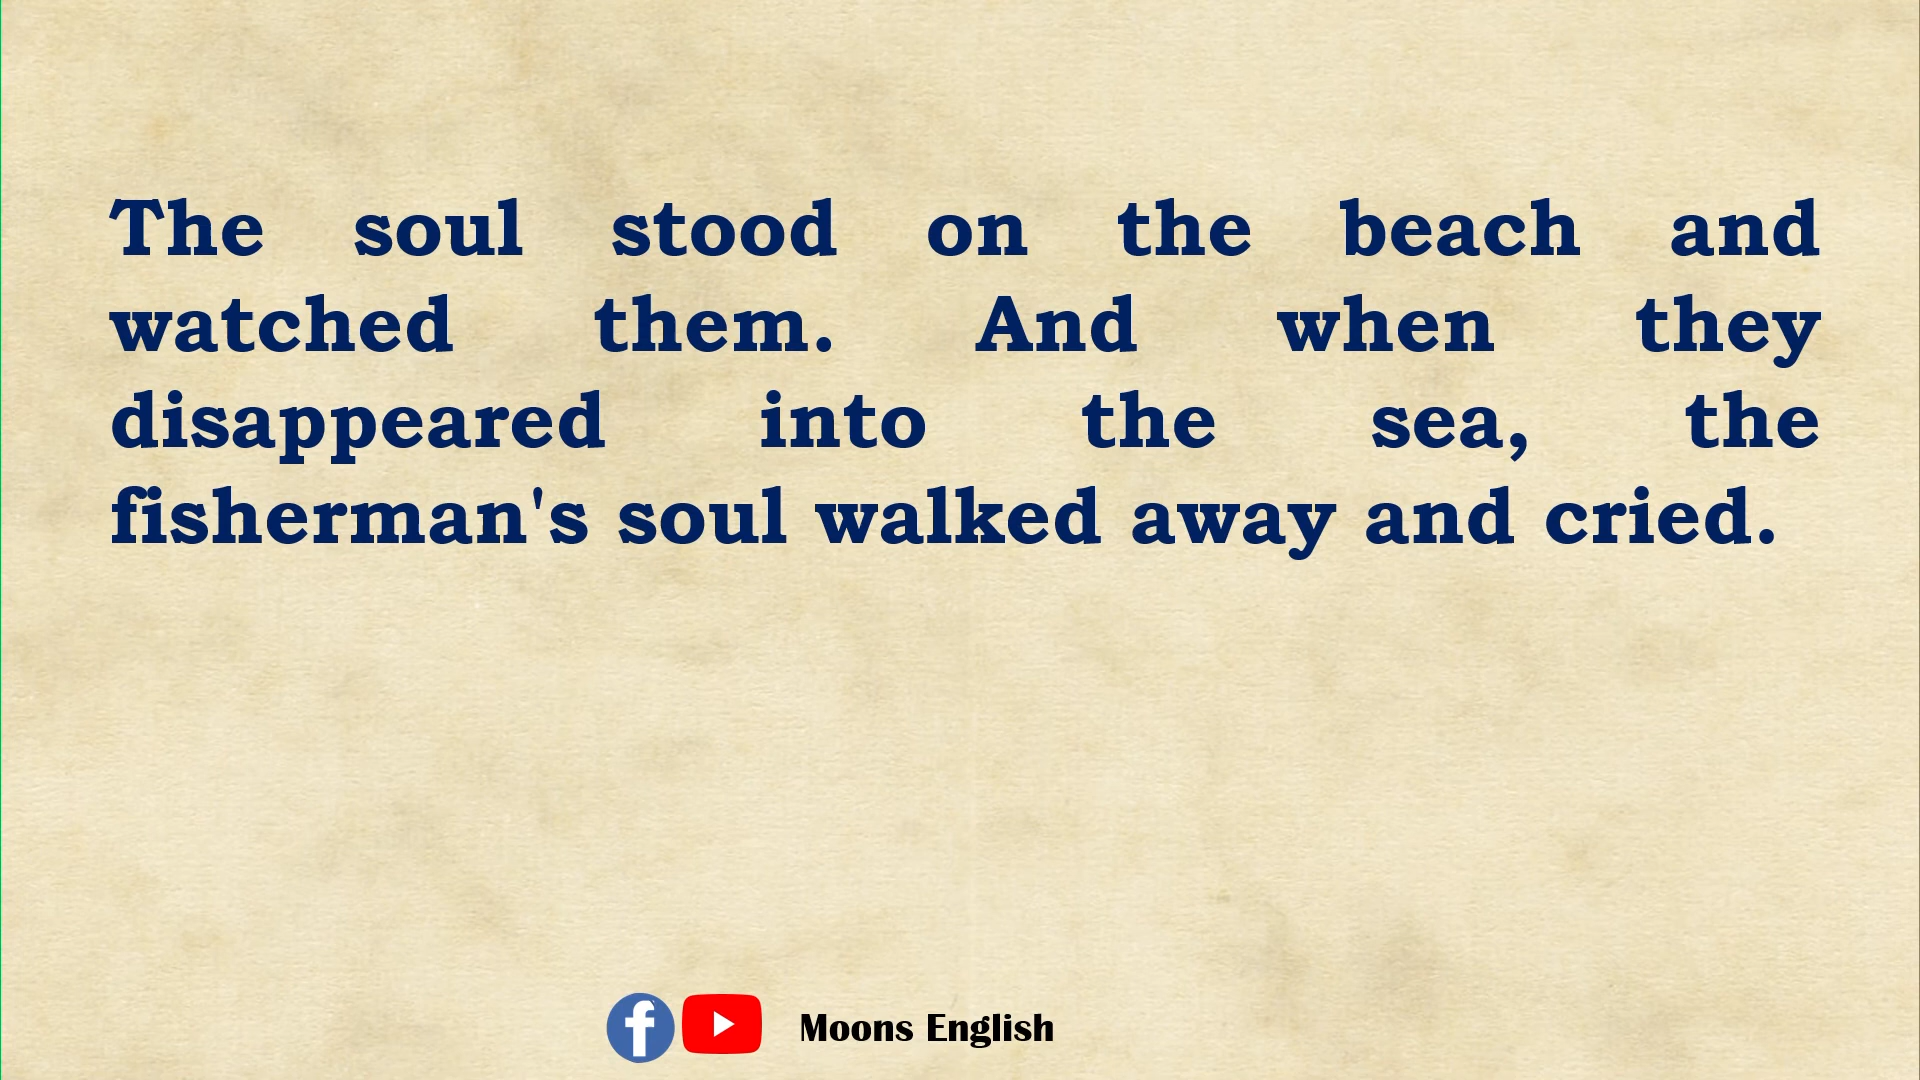 The soul stood on the beach and
watched them. And when they
disappeared into the sea, the
fisherman's soul walked away and cried.
Moons English